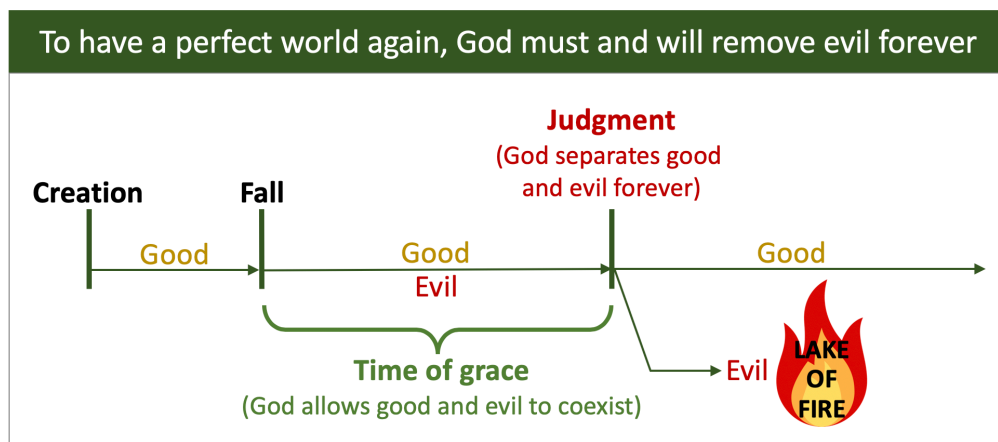 To have a perfect world again, God must and will remove evil forever
Judgment
(God separates good
and evil forever)
Creation
Fall
Good
Good
Good
Evil
Time of grace
(God allows good and evil to coexist)
Evil
LAKE
OF
FIRE